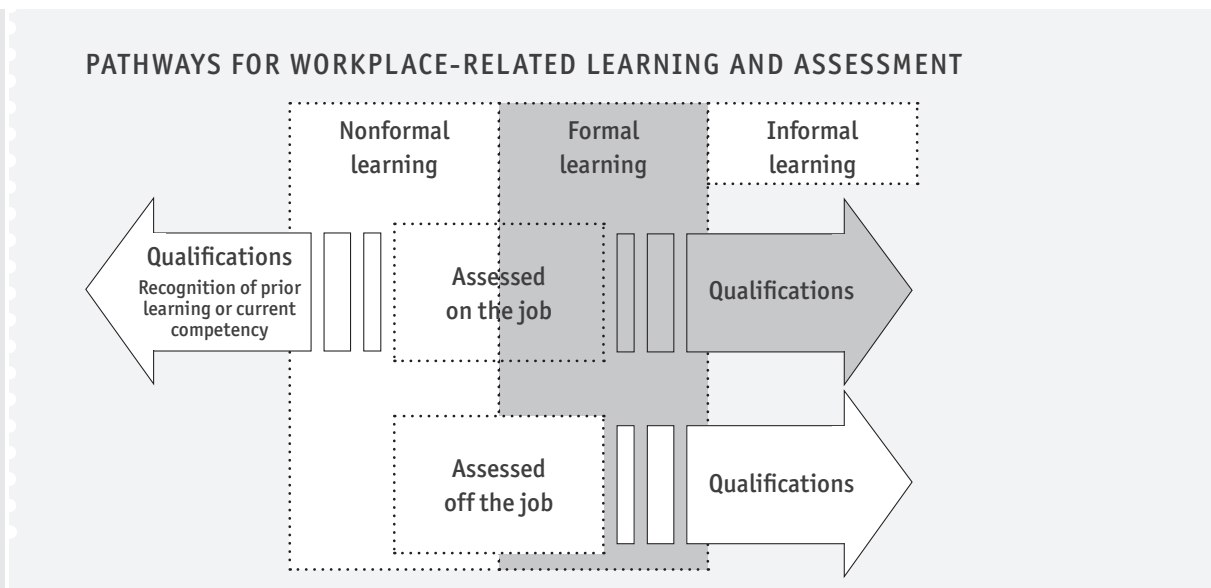 PATHWAYS FOR WORKPLACE-RELATED LEARNING AND ASSESSMENT
Nonformal
learning
Formal
learning
Informal
learning
Qualifications
Recognition of prior
learning or current
competency
Assessed
on the job
Qualifications
Assessed
off the job
Qualifications